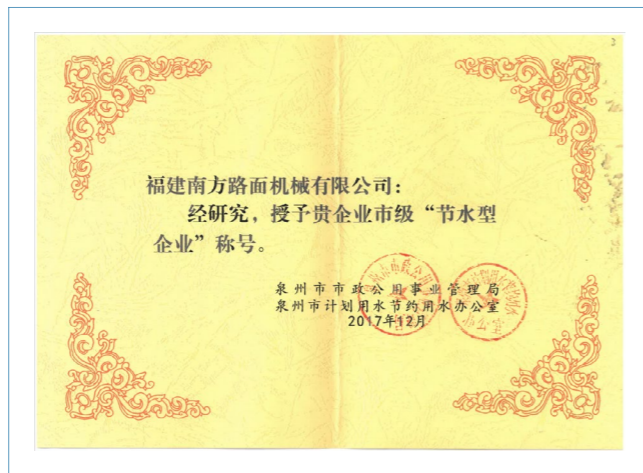 福建南方路面机械有限公司：
经研究，授予贵企业市级“节水型
企业”称号。
泉州市市政公用事业管理局
泉州市计划用水节约用水办公室
2017年12月